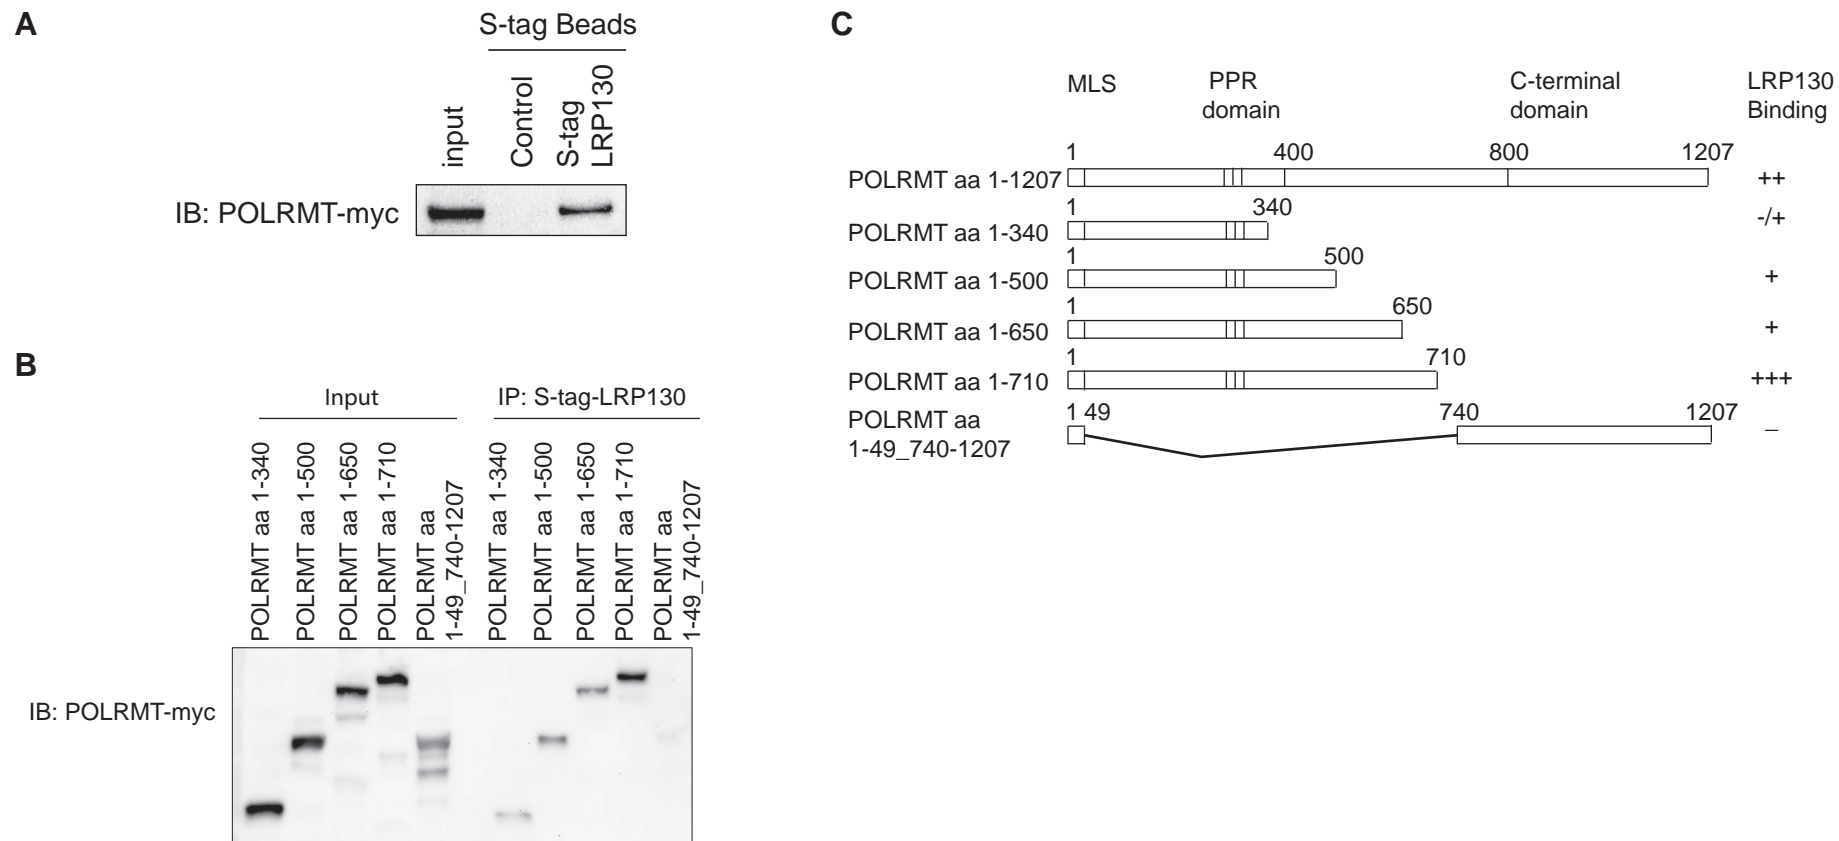 A
S-tag Beads
input
Control
S-tag
LRP130
IB: POLRMT-myc
B
Input
IP: S-tag-LRP130
POLRMT aa 1-340
POLRMT aa 1-500
POLRMT aa 1-650
POLRMT aa 1-710
POLRMT aa
1-49_740-1207
POLRMT aa 1-340
POLRMT aa 1-500
POLRMT aa 1-650
POLRMT aa 1-710
POLRMT aa
1-49_740-1207
IB: POLRMT-myc
C
MLS
PPR
domain
C-terminal
domain
LRP130
Binding
1 400 800 1207
POLRMT aa 1-1207 ++
1 340
POLRMT aa 1-340 -/+
1 500
POLRMT aa 1-500 +
1 650
POLRMT aa 1-650 +
1 710
POLRMT aa 1-710 +++
1 49 740 1207
POLRMT aa
1-49_740-1207 –